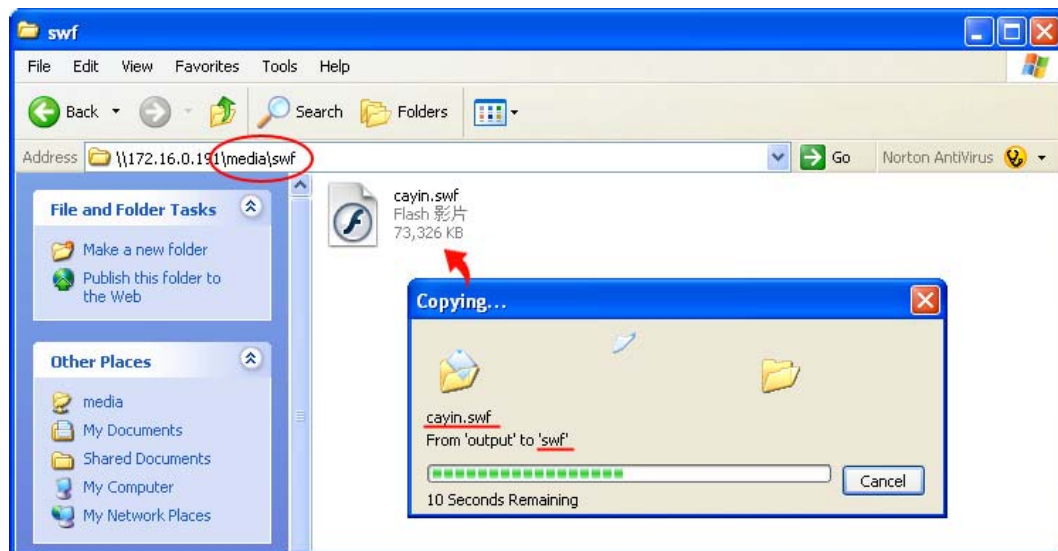 swf
File Edit View Favorites Tools Help
Back Search Folders
Address \\172.16.0.191\media\swf Go Norton AntiVirus
File and Folder Tasks
Make a new folder
Publish this folder to
the Web
Other Places
media
My Documents
Shared Documents
My Computer
My Network Places
cayin.swf
Flash 影片
73,326 KB
Copying...
cayin.swf
From 'output' to 'swf'
10 Seconds Remaining
Cancel